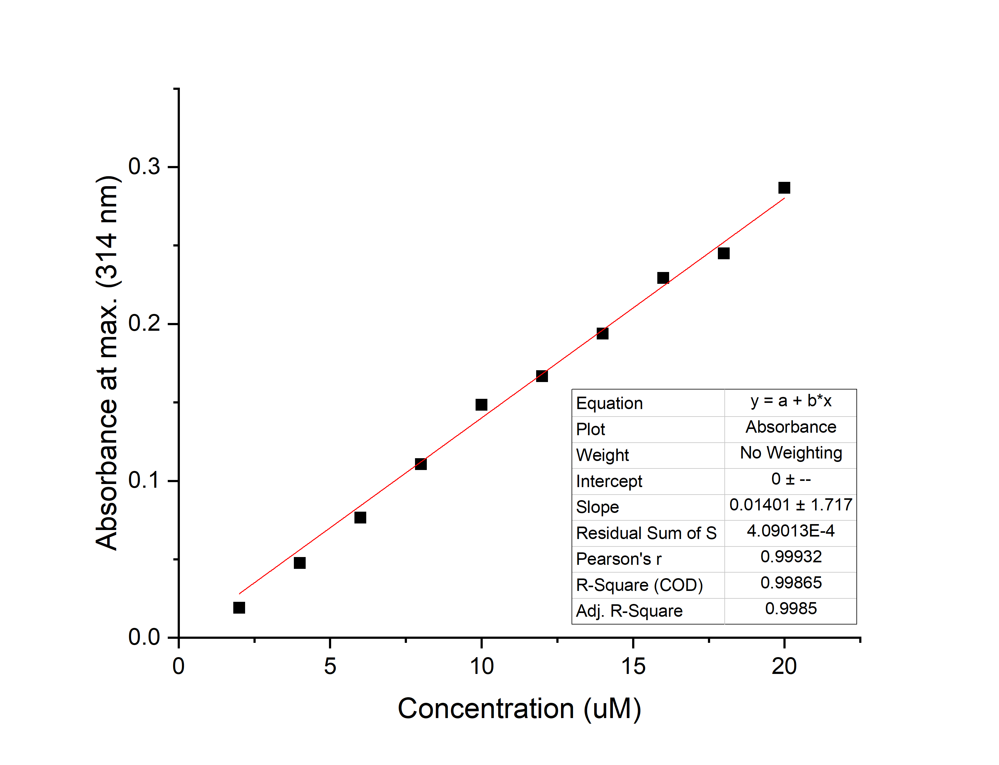 0.3
0.2
0.1
0.0
Absorbance at max. (314 nm)
0 5 10 15 20
Concentration (uM)
Equation y = a + b*x
Plot Absorbance
Weight No Weighting
Intercept 0 ± --
Slope 0.01401 ± 1.717
Residual Sum of S 4.09013E-4
Pearson's r 0.99932
R-Square (COD) 0.99865
Adj. R-Square 0.9985